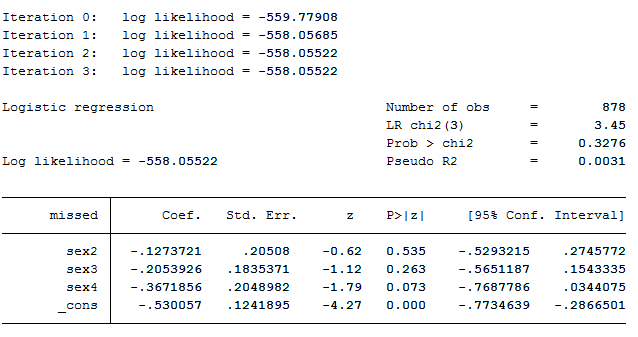 Iteration 0:   log likelihood = -559.77908
Iteration 1:   log likelihood = -558.05685
Iteration 2:   log likelihood = -558.05522
Iteration 3:   log likelihood = -558.05522
Logistic regression                             Number of obs     =        878
                                                LR chi2(3)        =       3.45
                                                Prob > chi2       =     0.3276
Log likelihood = -558.05522                     Pseudo R2         =     0.0031
missed | Coef. Std. Err. z P>|z| [95% Conf. Interval]
sex2 | -.1273721 .20508 -0.62 0.535 -.5293215 .2745772
sex3 | -.2053926 .1835371 -1.12 0.263 -.5651187 .1543335
sex4 | -.3671856 .2048982 -1.79 0.073 -.7687786 .0344075
_cons | -.530057 .1241895 -4.27 0.000 -.7734639 -.2866501